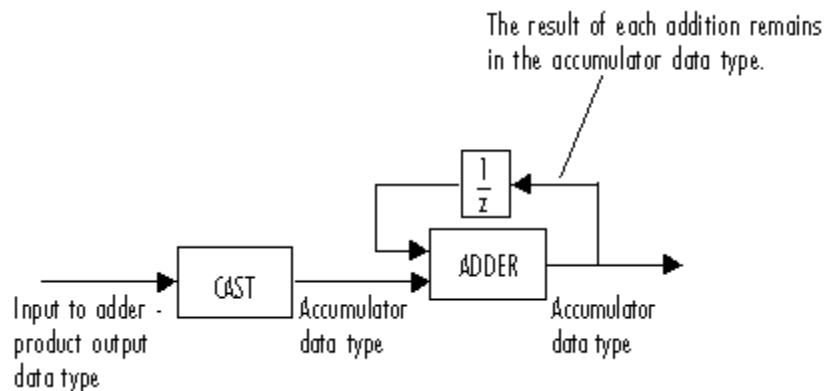 The result of each addition remains
in the accumulator data type.
1
z
ADDER
CAST
Input to adder -
product output
data type
Accumulator
data type
Accumulator
data type